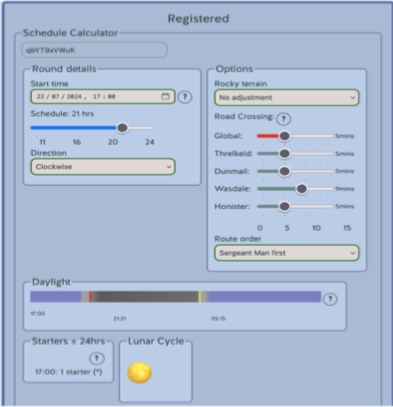 Registered
Schedule Calculator
Round details
Start time
22/07/2024, 17:00
?
Schedule: 21 hrs
11 16 20 24
Direction
Clockwise
Options
Rocky terrain
No adjustment
Road Crossing: ?
Global: 5mins
Threlkeld: 5mins
Dunmail: 5mins
Wasdale: 9mins
Honister: 5mins
0 5 10 15
Route order
Sergeant Man first
Daylight
?
17:00
21:21
05:15
Starters ± 24hrs
?
17:00: 1 starter (*)
Lunar Cycle